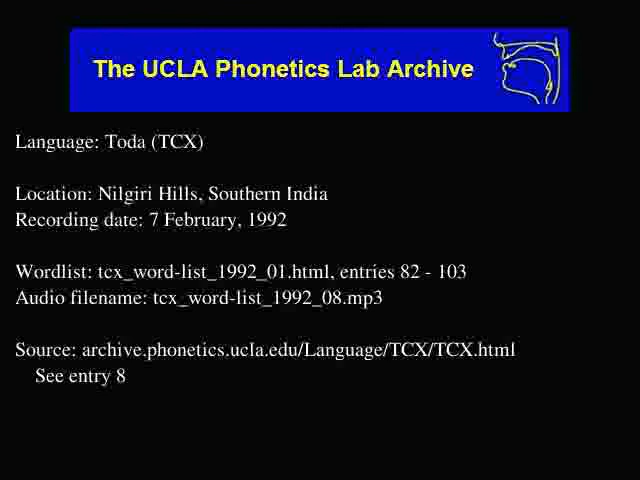 The UCLA Phonetics Lab Archive
Language: Toda (TCX)
Location: Nilgiri Hills, Southern India
Recording date: 7 February, 1992
Wordlist: tcx_word-list_1992_01.html, entries 82 - 103
Audio filename: tcx_word-list_1992_08.mp3
Source: archive.phonetics.ucla.edu/Language/TCX/TCX.html
See entry 8